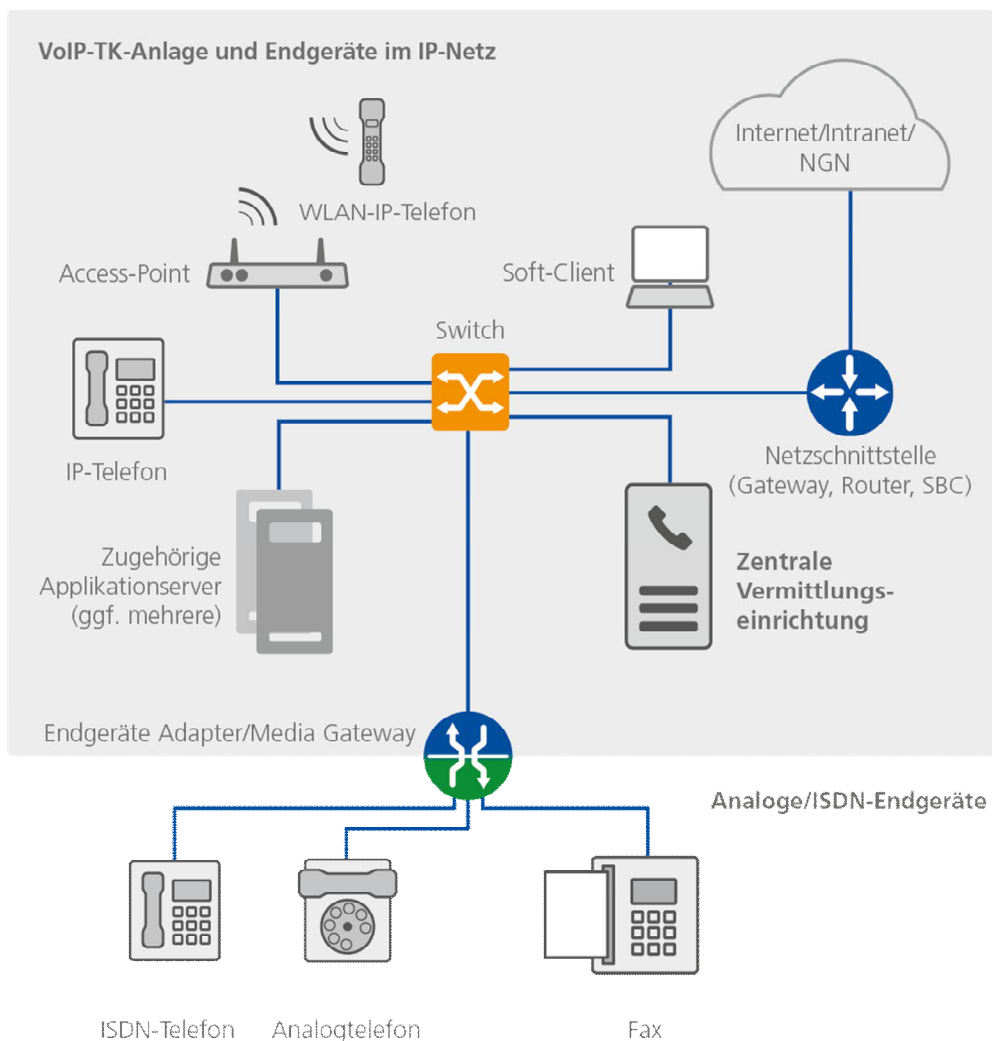 VoIP-TK-Anlage und Endgeräte im IP-Netz
Internet/Intranet/
NGN
WLAN-IP-Telefon
Access-Point
Soft-Client
Switch
IP-Telefon
Netzschnittstelle
(Gateway, Router, SBC)
Zugehörige
Applikationserver
(ggf. mehrere)
Zentrale
Vermittlungs-
einrichtung
Endgeräte Adapter/Media Gateway
Analoge/ISDN-Endgeräte
ISDN-Telefon
Analogtelefon
Fax